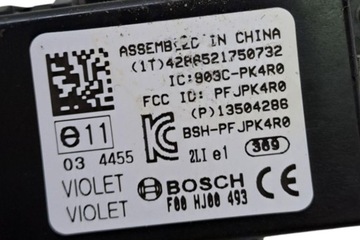 ASSEMBLED IN CHINA
(1T)428A521750732
IC:903C-PK4R0
FCC ID: PFJPK4R0
(P)13504286
BSH-PFJPK4R0
e11
03 4455
2LI e1 389
VIOLET
VIOLET
CE BOSCH
F00 HJ00 493